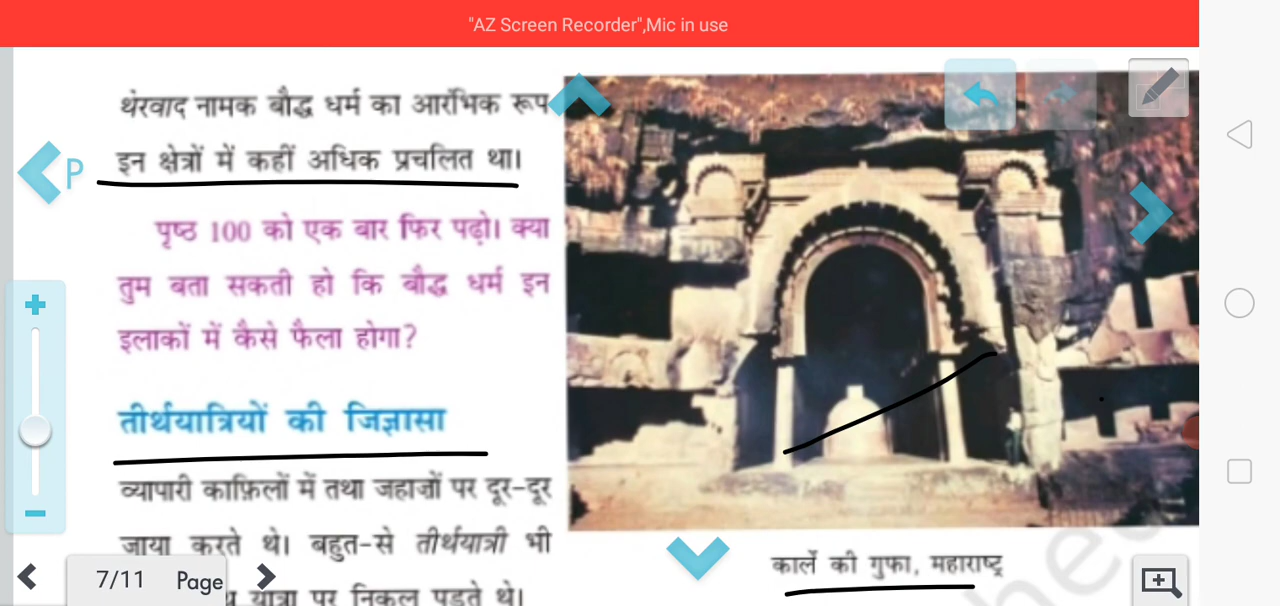 "AZ Screen Recorder",Mic in use
थेरवाद नामक बौद्ध धर्म का आरंभिक रूप
इन क्षेत्रों में कहीं अधिक प्रचलित था।
पृष्ठ 100 को एक बार फिर पढ़ो। क्या
तुम बता सकती हो कि बौद्ध धर्म इन
इलाकों में कैसे फैला होगा?
तीर्थयात्रियों की जिज्ञासा
व्यापारी काफ़िलों में तथा जहाज़ों पर दूर-दूर
जाया करते थे। बहुत-से तीर्थयात्री भी
यात्रा पर निकल पड़ते थे।
कार्ले की गुफा, महाराष्ट्र
P
7/11 Page